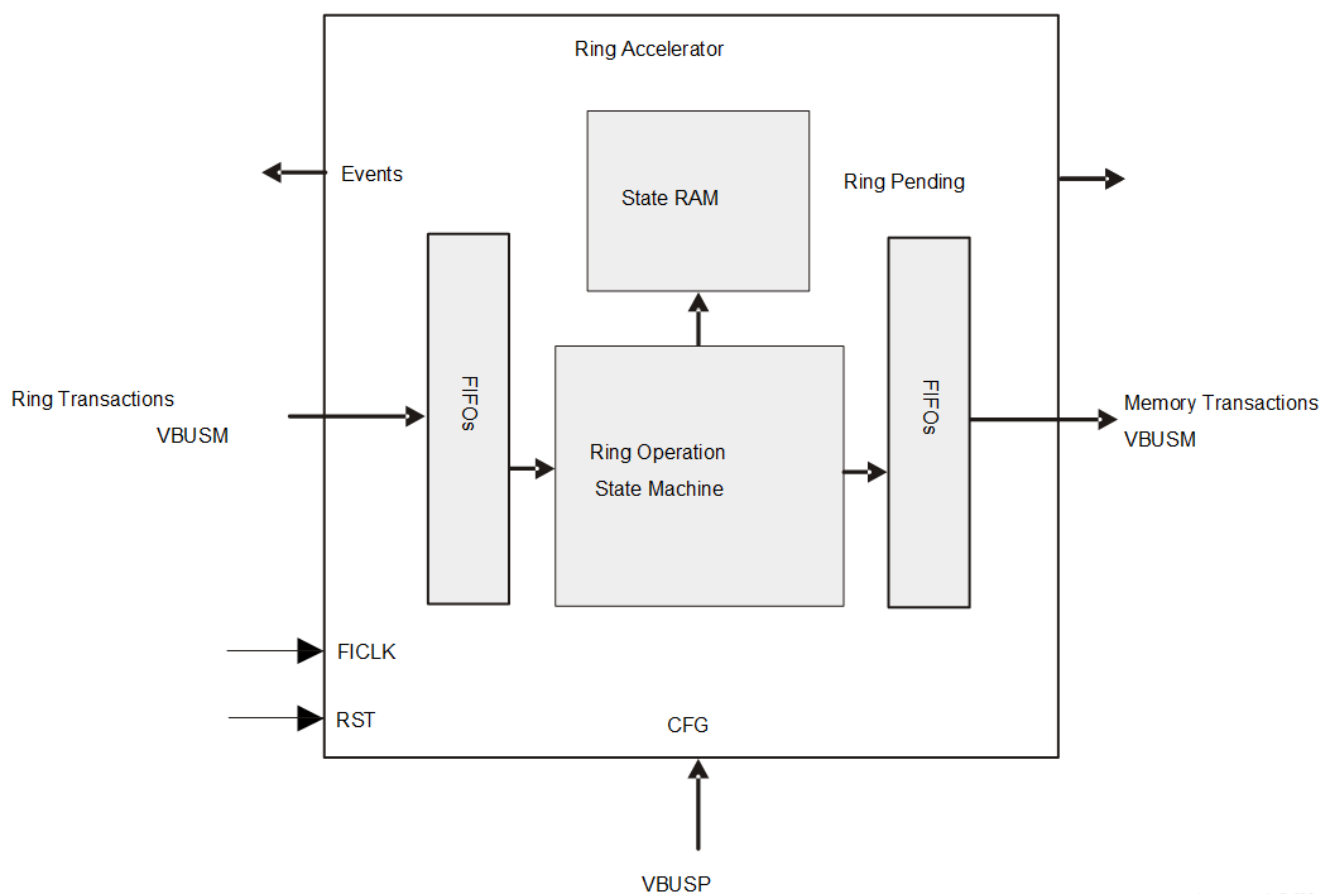 Ring Accelerator
Events
State RAM
Ring Pending
FIFOs
FIFOs
Ring Transactions
VBUSM
Memory Transactions
VBUSM
Ring Operation
State Machine
FICLK
RST
CFG
VBUSP